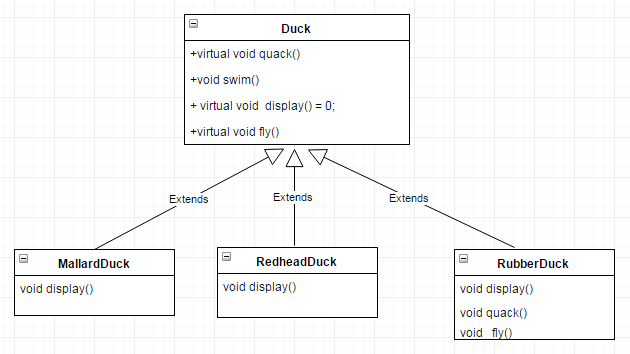 Duck
+virtual void quack()
+void swim()
+ virtual void  display() = 0;
+virtual void fly()
Extends
Extends
Extends
MallardDuck
void display()
RedheadDuck
void display()
RubberDuck
void display()
void quack()
void   fly()